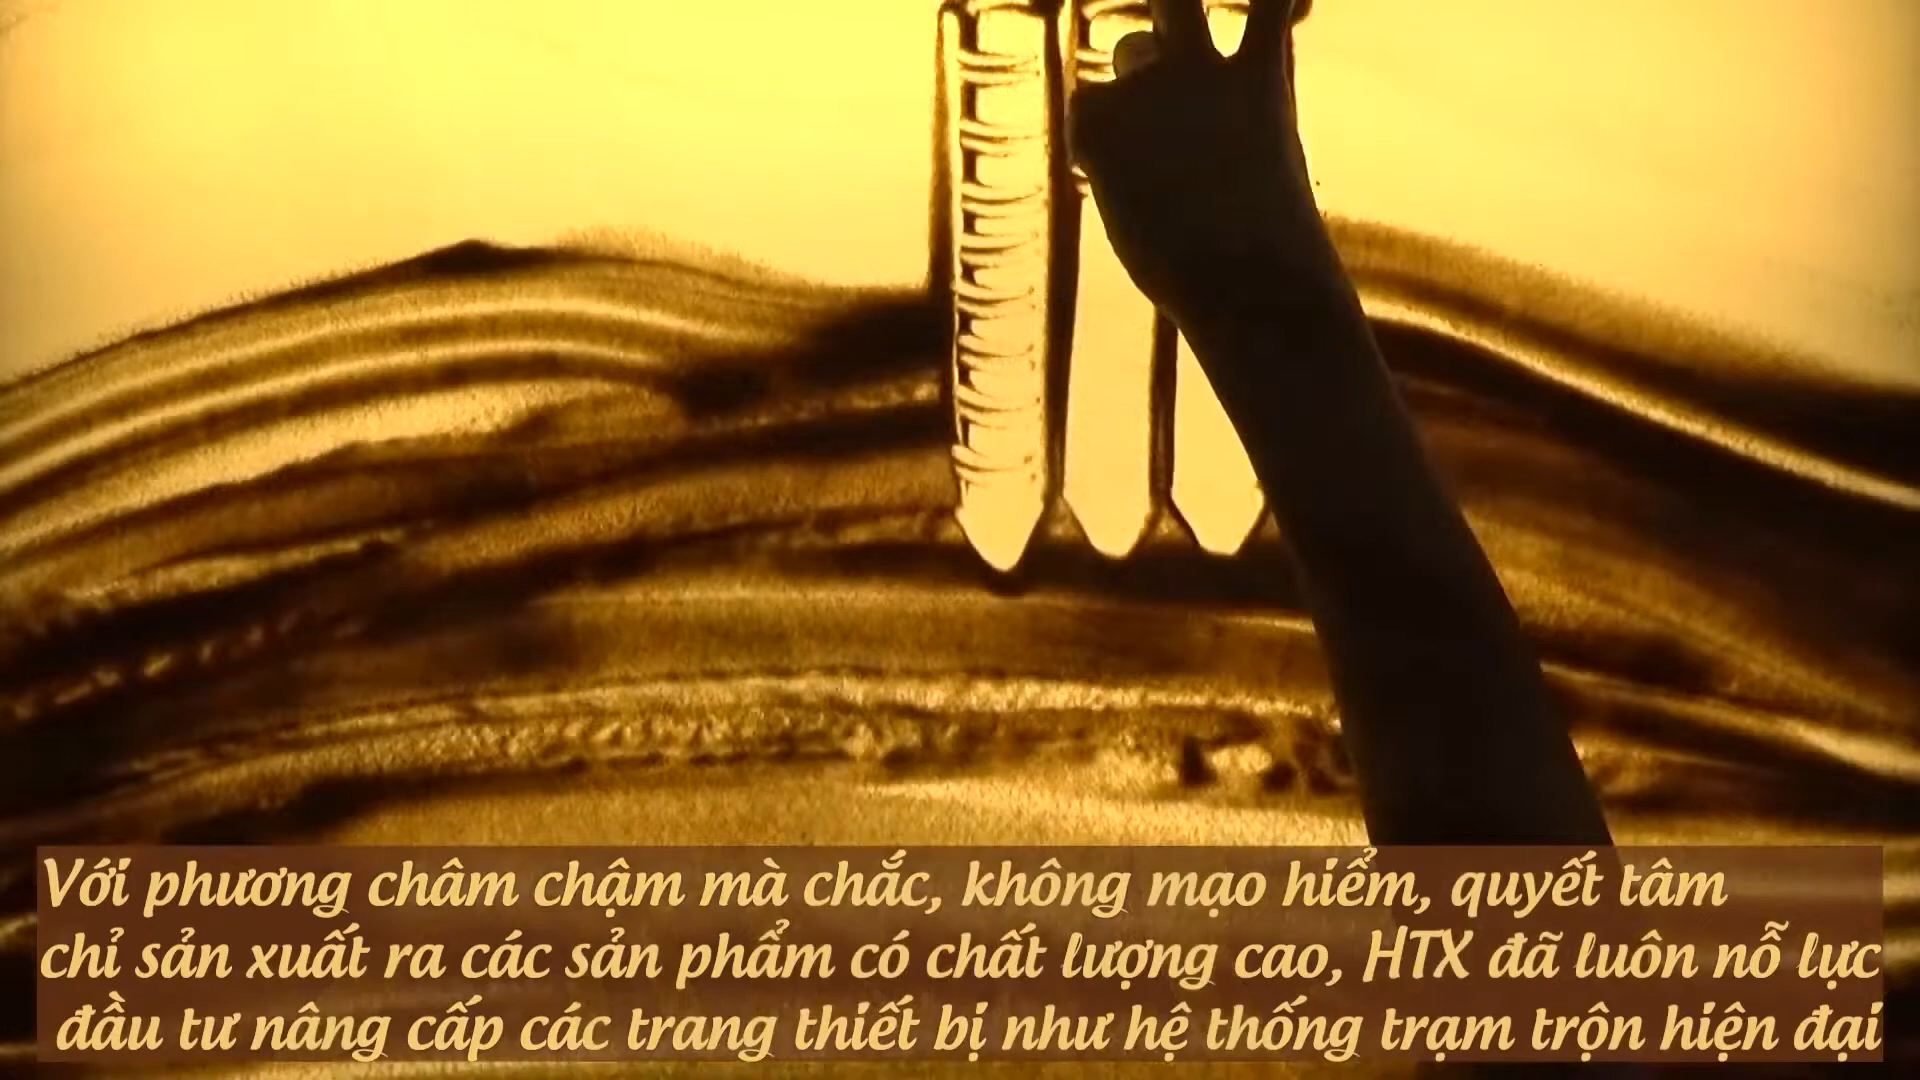 Với phương châm chậm mà chắc, không mạo hiểm, quyết tâm
chỉ sản xuất ra các sản phẩm có chất lượng cao, HTX đã luôn nỗ lực
đầu tư nâng cấp các trang thiết bị như hệ thống trạm trộn hiện đại